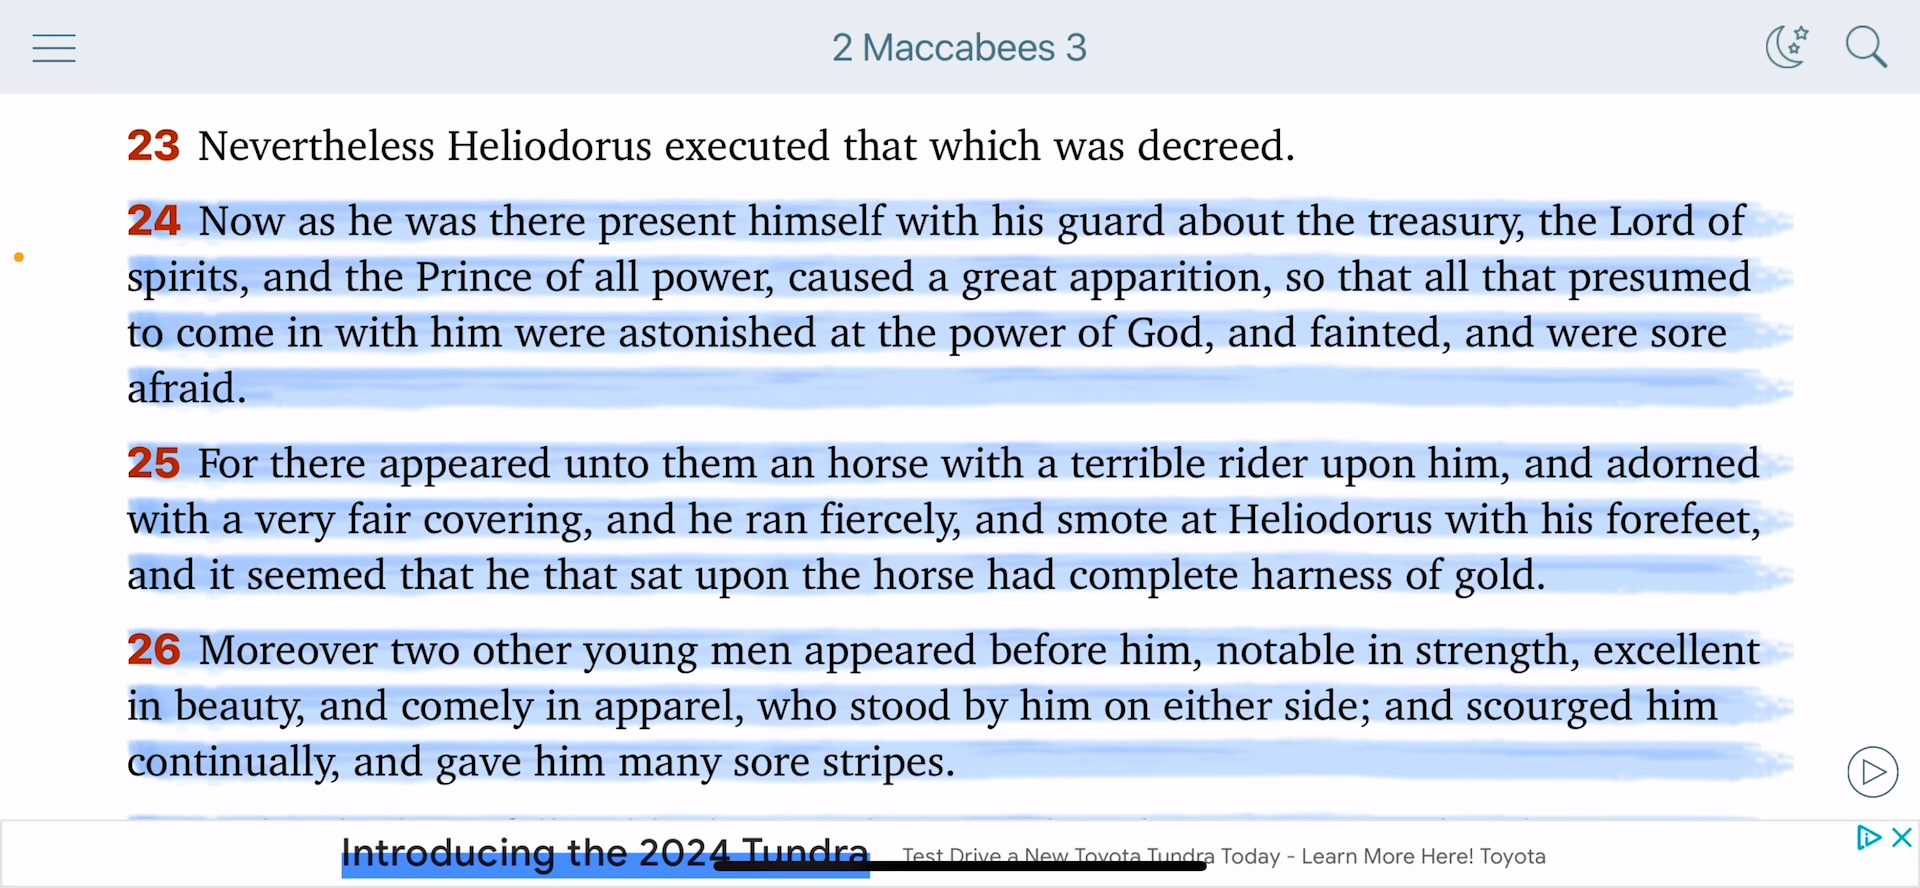 2 Maccabees 3
23 Nevertheless Heliodorus executed that which was decreed.
24 Now as he was there present himself with his guard about the treasury, the Lord of
spirits, and the Prince of all power, caused a great apparition, so that all that presumed
to come in with him were astonished at the power of God, and fainted, and were sore
afraid.
25 For there appeared unto them an horse with a terrible rider upon him, and adorned
with a very fair covering, and he ran fiercely, and smote at Heliodorus with his forefeet,
and it seemed that he that sat upon the horse had complete harness of gold.
26 Moreover two other young men appeared before him, notable in strength, excellent
in beauty, and comely in apparel, who stood by him on either side; and scourged him
continually, and gave him many sore stripes.
Introducing the 2024 Tundra
Test Drive a New Toyota Tundra Today - Learn More Here! Toyota